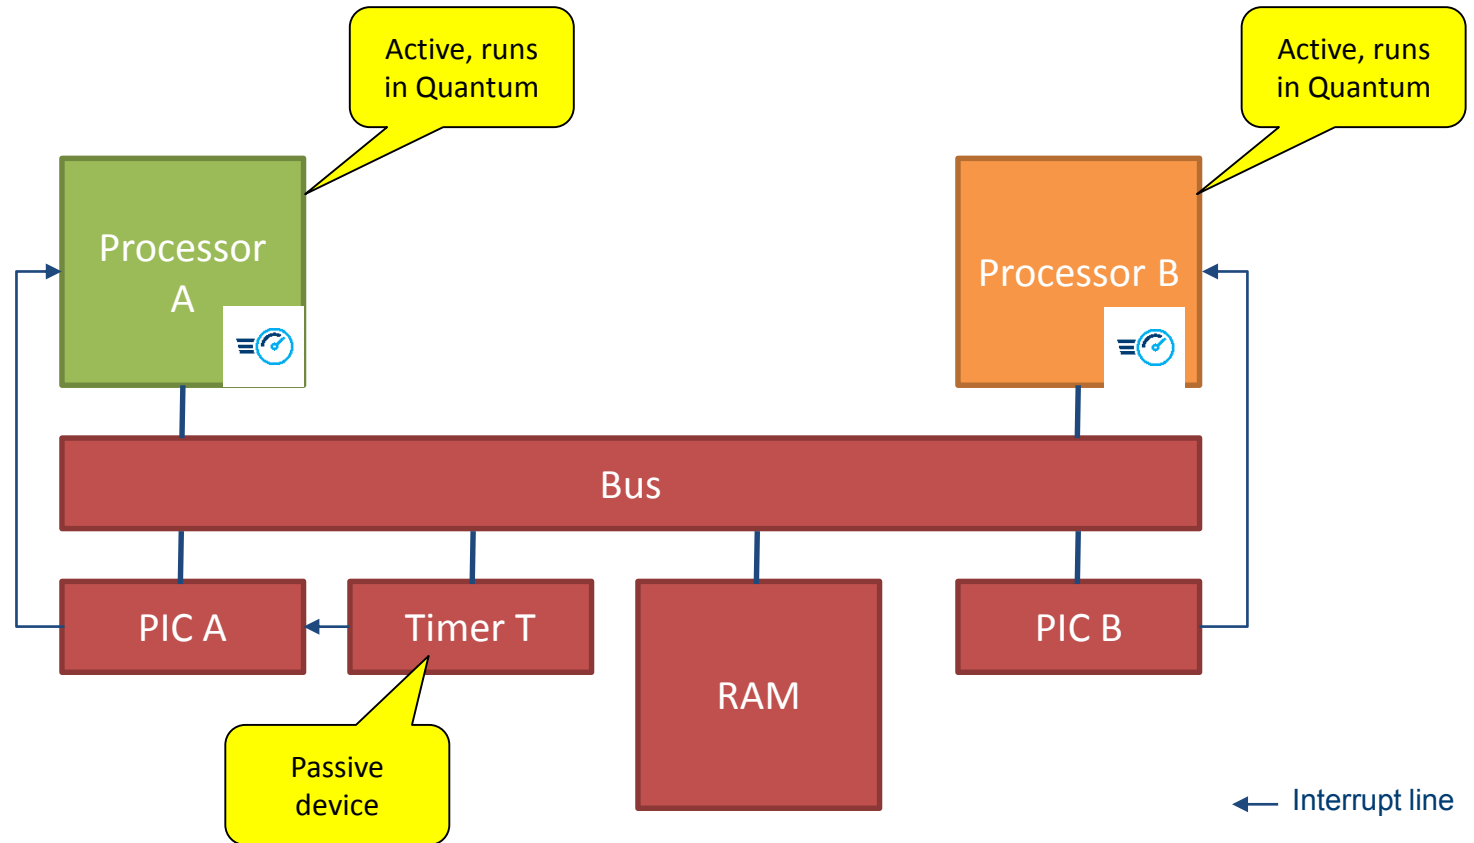 Active, runs
in Quantum
Active, runs
in Quantum
Processor
A
Processor B
Bus
PIC A
Timer T
RAM
PIC B
Passive
device
Interrupt line